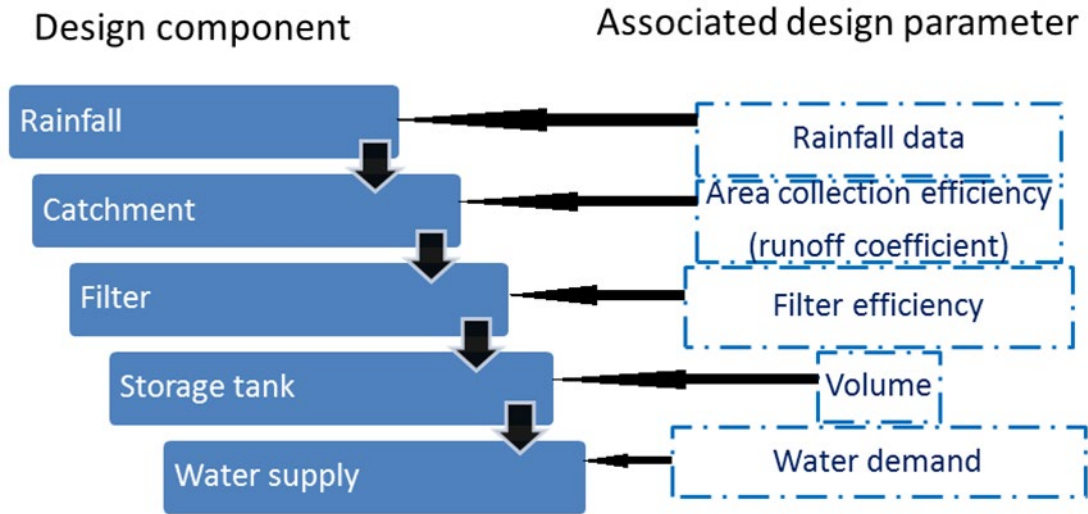 Design component
Associated design parameter
Rainfall
Rainfall data
Catchment
Area collection efficiency
(runoff coefficient)
Filter
Filter efficiency
Storage tank
Volume
Water supply
Water demand